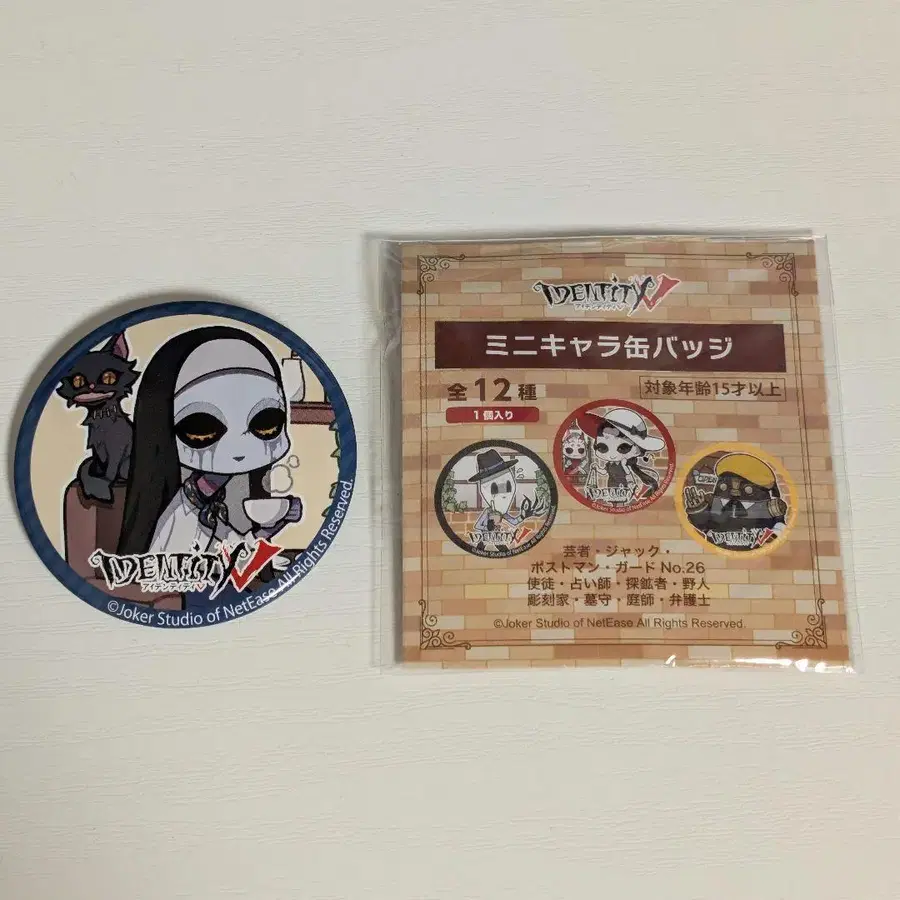 IDENTITY V
アイデンティティV
©Joker Studio of NetEase All Rights Reserved.
IDENTITY V
アイデンティティV
ミニキャラ缶バッジ
全12種
対象年齢15才以上
1個入り
IDENTITY V
IDENTITY V
IDENTITY V
芸者・ジャック・
ポストマン・ガードNo.26
使徒・占い師・探鉱者・野人
彫刻家・墓守・庭師・弁護士
©Joker Studio of NetEase All Rights Reserved.